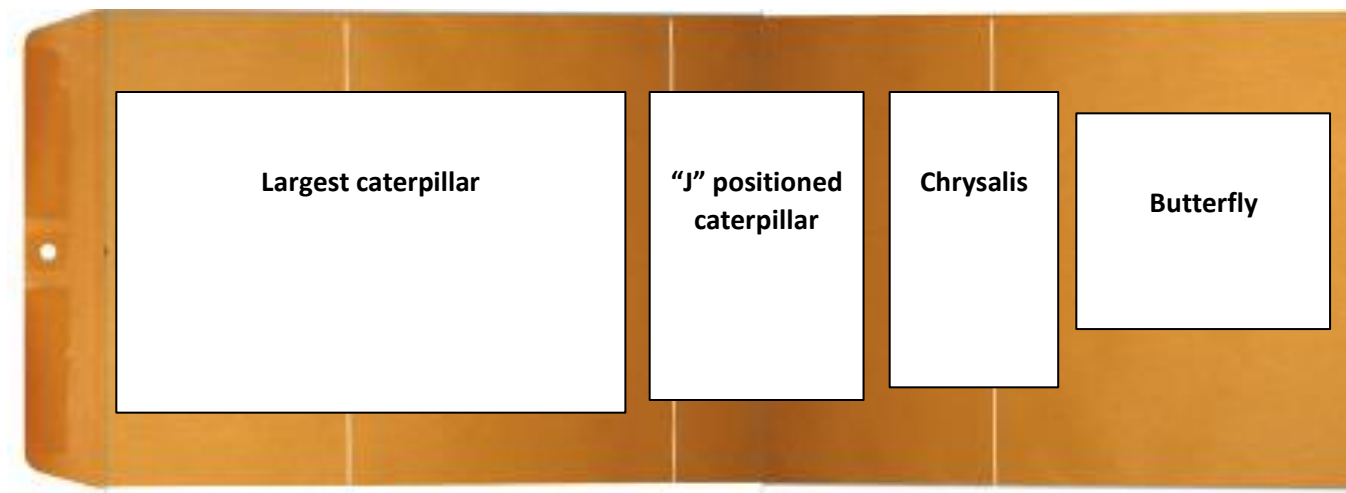 Largest caterpillar
“J” positioned
caterpillar
Chrysalis
Butterfly